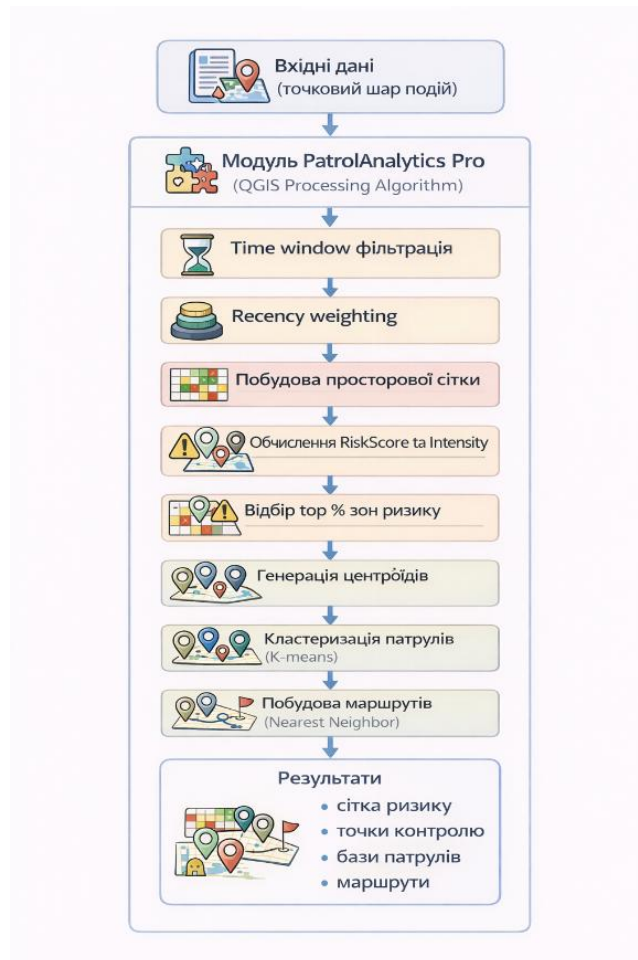 Вхідні дані
(точковий шар подій)
Модуль PatrolAnalytics Pro
(QGIS Processing Algorithm)
Time window фільтрація
Recency weighting
Побудова просторової сітки
Обчислення RiskScore ta Intensity
Відбір top % зон ризику
Генерація центроїдів
Кластеризація патрулів
(K-means)
Побудова маршрутів
(Nearest Neighbor)
Результати
• сітка ризику
• точки контролю
• бази патрулів
• маршрути